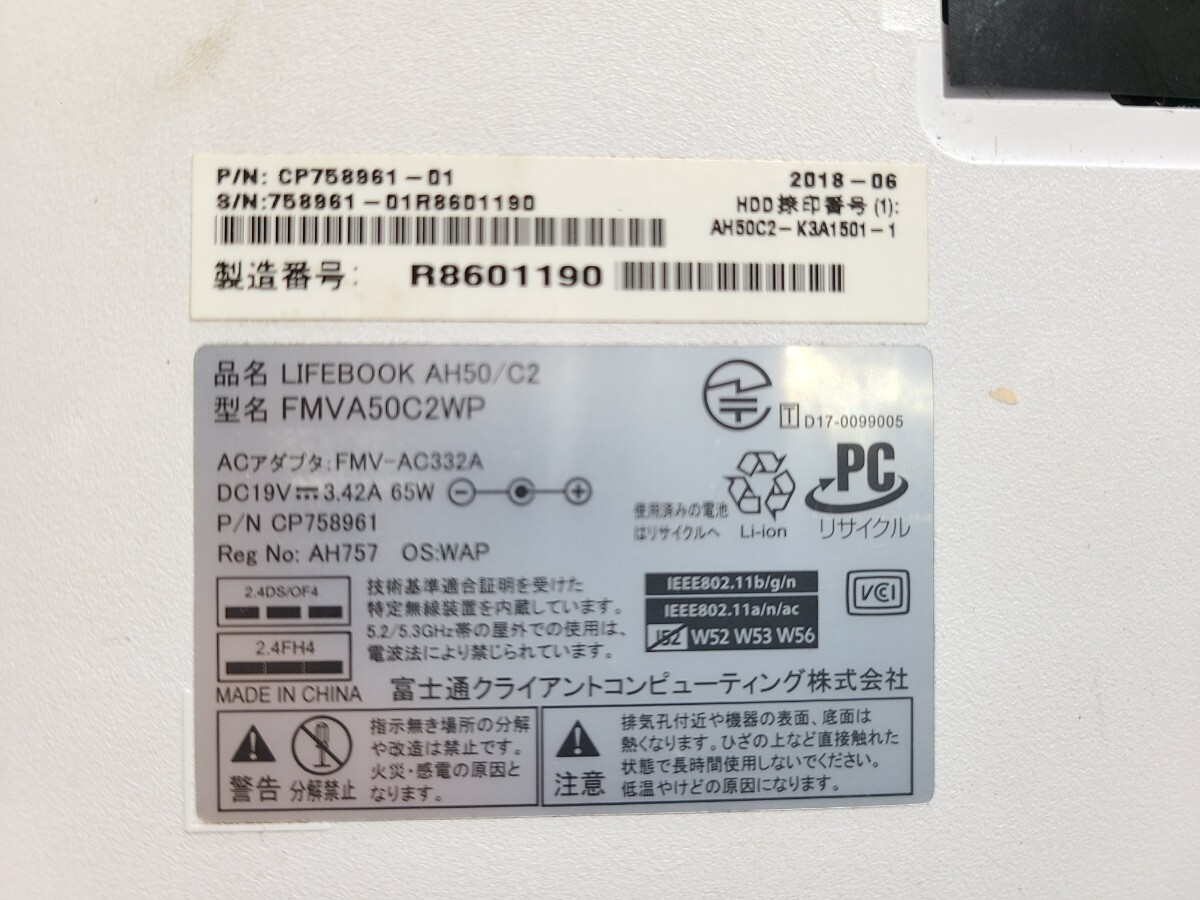 P/N: CP758961-01
2018-06
S/N:758961-01R8601190
HDD捺印番号(1):
AH50C2-K3A1501-1
製造番号: R8601190
品名 LIFEBOOK AH50/C2
型名 FMVA50C2WP
T D17-0099005
ACアダプタ:FMV-AC332A
DC19V⎓3.42A 65W
P/N CP758961
Reg No: AH757 OS:WAP
使用済みの電池
はリサイクルへ
Li-ion
PC
リサイクル
2.4DS/OF4
2.4FH4
技術基準適合証明を受けた
特定無線装置を内蔵しています。
5.2/5.3GHz帯の屋外での使用は、
電波法により禁じられています。
IEEE802.11b/g/n
IEEE802.11a/n/ac
J52 W52 W53 W56
VCCI
MADE IN CHINA
富士通クライアントコンピューティング株式会社
警告
分解禁止
指示無き場所の分解
や改造は禁止です。
火災・感電の原因と
なります。
注意
排気孔付近や機器の表面、底面は
熱くなります。ひざの上など直接触れた
状態で長時間使用しないでください。
低温やけどの原因になります。